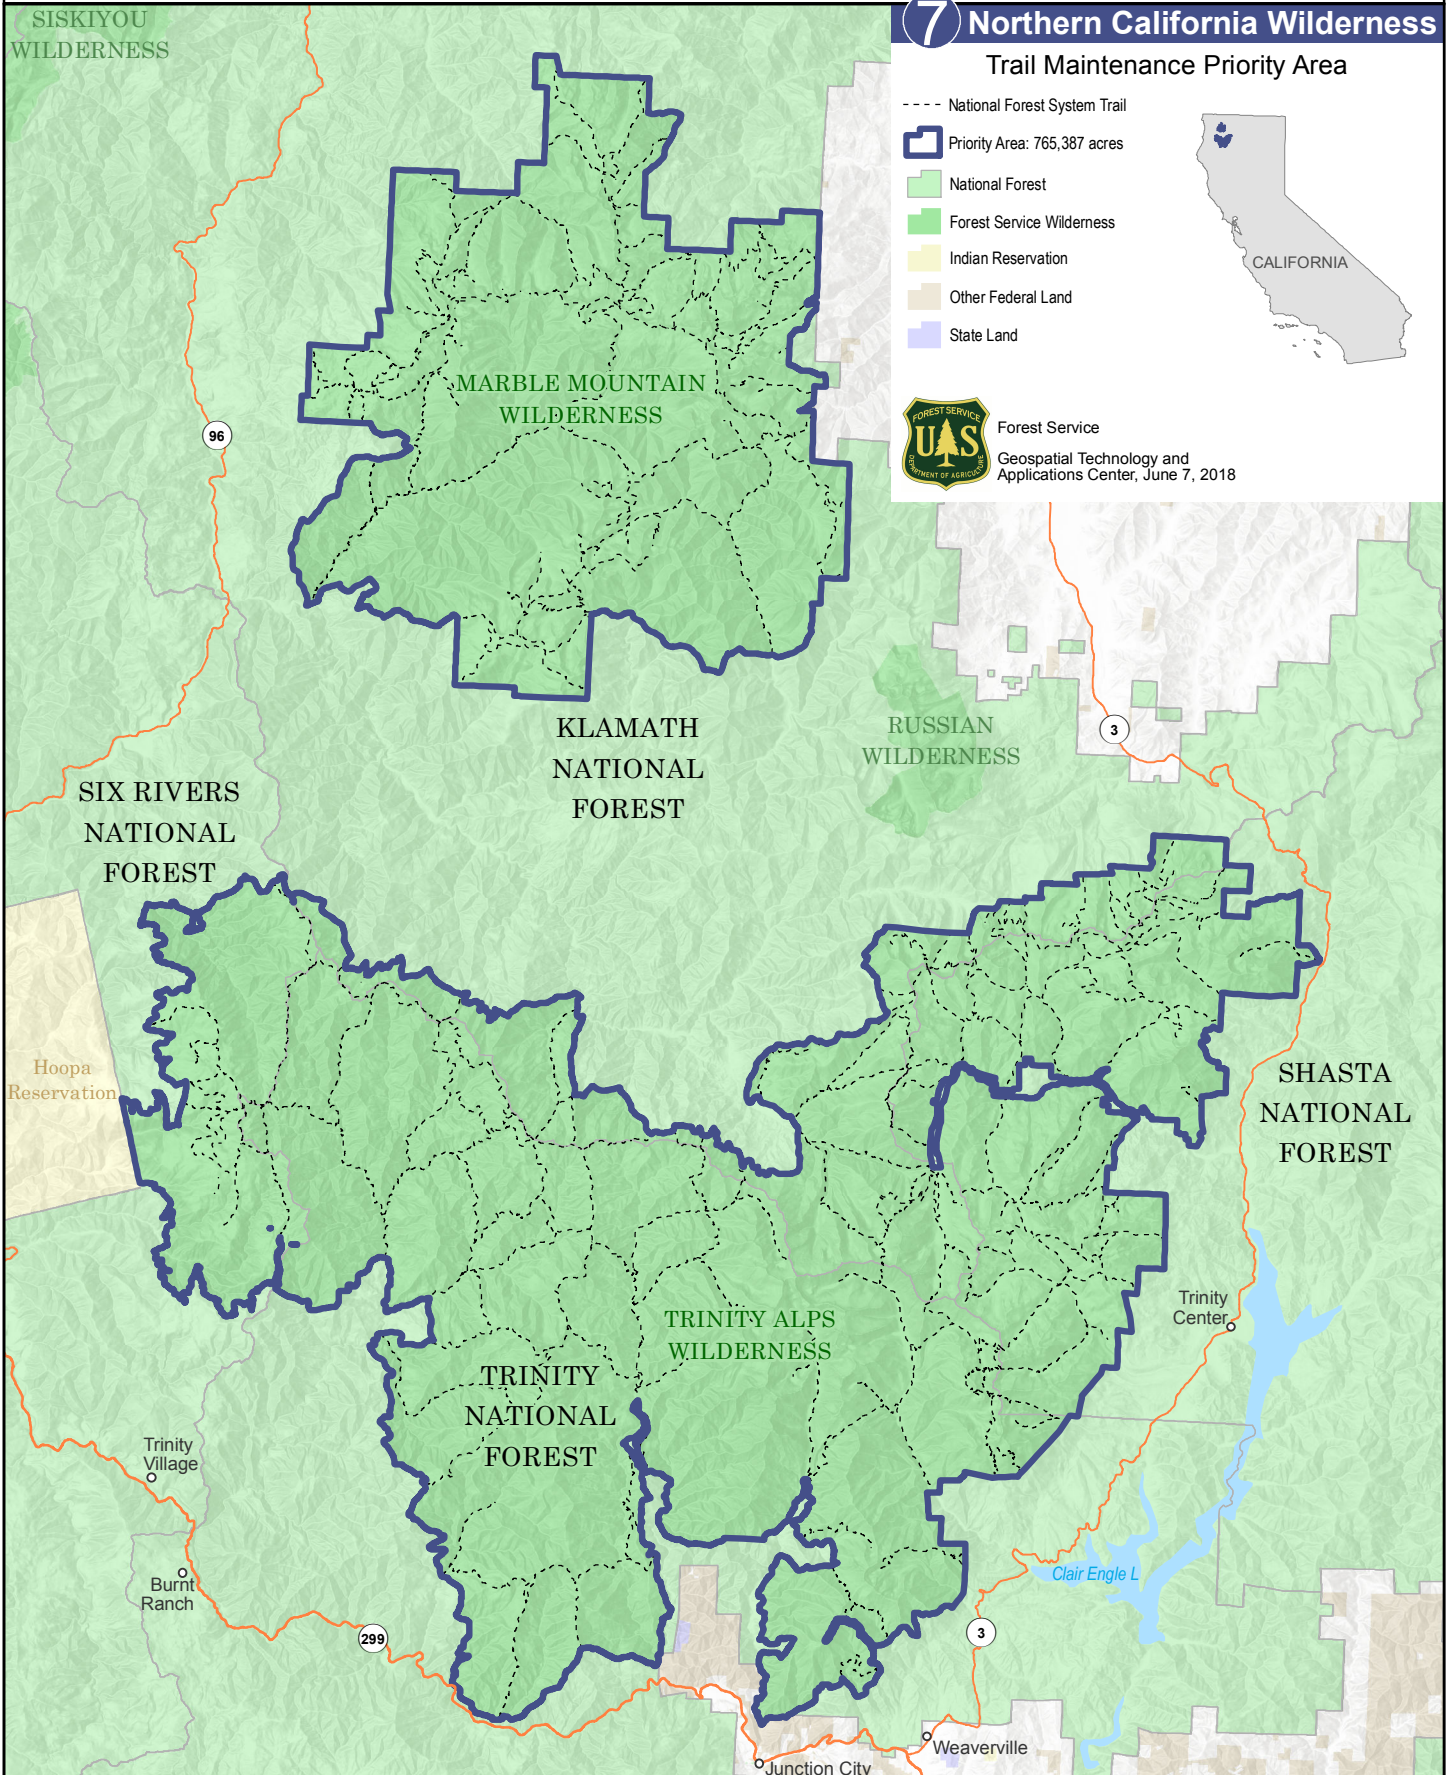 7 Northern California Wilderness
Trail Maintenance Priority Area
National Forest System Trail
Priority Area: 765,387 acres
National Forest
Forest Service Wilderness
Indian Reservation
Other Federal Land
State Land
CALIFORNIA
FOREST SERVICE
UAS
DEPARTMENT OF AGRICULTURE
Forest Service
Geospatial Technology and
Applications Center, June 7, 2018
SISKIYOU
WILDERNESS
MARBLE MOUNTAIN
WILDERNESS
96
KLAMATH
NATIONAL
FOREST
RUSSIAN
WILDERNESS
3
SIX RIVERS
NATIONAL
FOREST
Hoopa
Reservation
SHASTA
NATIONAL
FOREST
Trinity
Center
TRINITY ALPS
WILDERNESS
TRINITY
NATIONAL
FOREST
Trinity
Village
Burnt
Ranch
299
Clair Engle L
3
Weaverville
Junction City